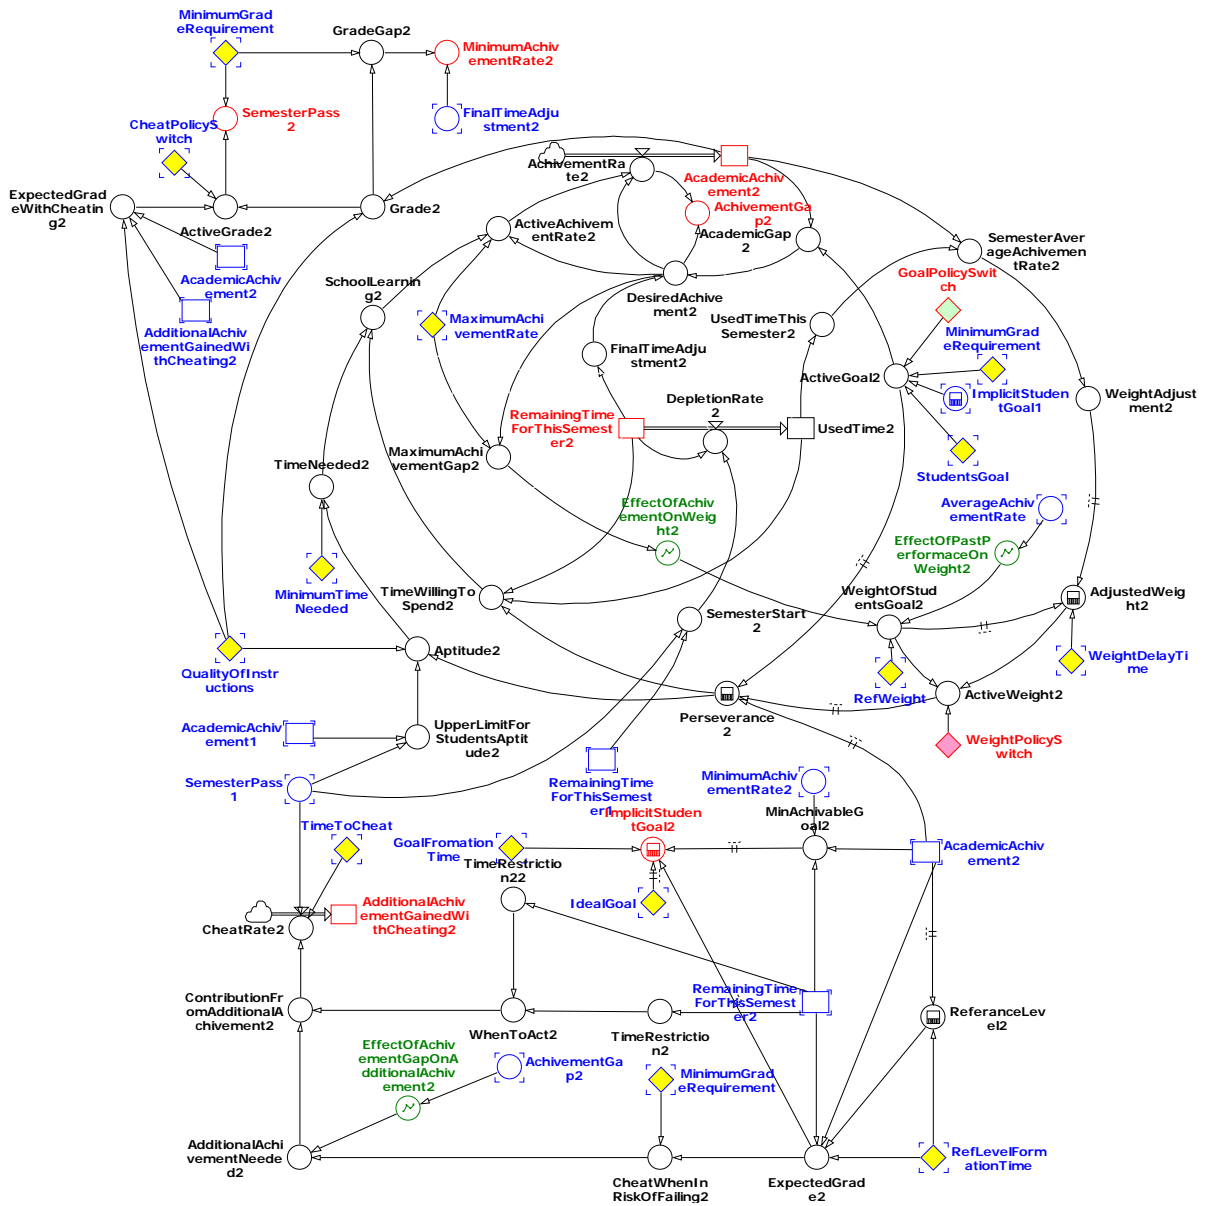 MinimumGrad
eRequirement
GradeGap2
MinimumAchiv
ementRate2
SemesterPass
2
FinalTimeAdju
stment2
CheatPolicyS
witch
ExpectedGrad
eWithCheatin
g2
ActiveGrade2
Grade2
AcademicAchi
vement2
AdditionalAchiv
ementGainedWi
thCheating2
AchivementRa
te2
AcademicAchiv
ement2
AchivementGa
p2
AcademicGap
2
ActiveAchivem
entRate2
SemesterAver
ageAchivemen
tRate2
SchoolLearnin
g2
DesiredAchive
ment2
GoalPolicySwi
tch
MaximumAchi
vementRate
UsedTimeThis
Semester2
MinimumGrad
eRequirement
FinalTimeAdju
stment2
ActiveGoal2
ImplicitStuden
tGoal1
WeightAdjust
ment2
RemainingTime
ForThisSemest
er2
DepletionRate
2
UsedTime2
MaximumAchi
vementGap2
TimeNeeded2
StudentsGoal
EffectOfAchiv
ementOnWeig
ht2
AverageAchiv
ementRate
EffectOfPastP
erformaceOn
Weight2
MinimumTime
Needed
TimeWillingTo
Spend2
SemesterStart
2
WeightOfStud
entsGoal2
AdjustedWeig
ht2
QualityOfInstr
uctions
Aptitude2
WeightDelayTi
me
RefWeight
ActiveWeight2
Perseverance
2
AcademicAchiv
ement1
UpperLimitFor
StudentsAptit
ude2
WeightPolicyS
witch
SemesterPass
1
RemainingTime
ForThisSemest
er1
MinimumAchiv
ementRate2
MinAchivableG
oal2
ImplicitStuden
tGoal2
TimeToCheat
GoalFromation
Time
TimeRestrictio
n22
AcademicAchiv
ement2
IdealGoal
CheatRate2
AdditionalAchiv
ementGainedWi
thCheating2
ContributionFr
omAdditionalA
chivement2
WhenToAct2
TimeRestrictio
n2
RemainingTime
ForThisSemest
er2
ReferanceLev
el2
EffectOfAchiv
ementGapOnA
dditionalAchiv
ement2
AchivementGa
p2
MinimumGrad
eRequirement
AdditionalAchi
vementNeede
d2
CheatWhenIn
RiskOfFailing2
ExpectedGrad
e2
RefLevelForm
ationTime